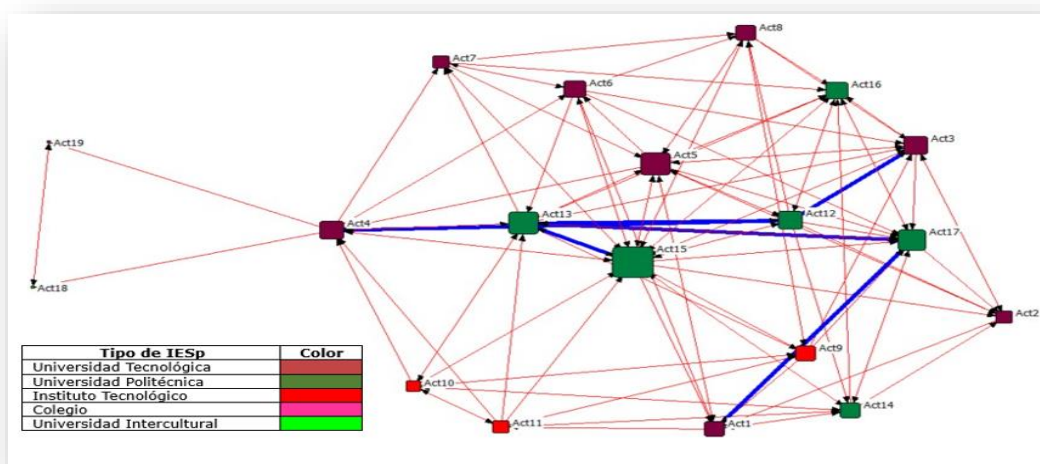 Act8
Act7
Act6
Act16
Act19
Act3
Act5
Act13
Act12
Act4
Act17
Act15
Act18
Act2
Act9
Act10
Act14
Act11
Act1
Tipo de IESp Color
Universidad Tecnológica
Universidad Politécnica
Instituto Tecnológico
Colegio
Universidad Intercultural